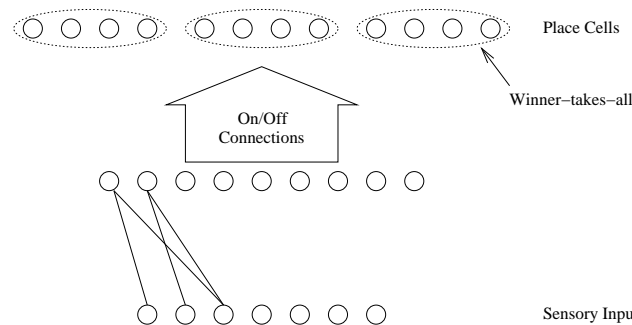 Place Cells
Winner–takes–all
On/Off
Connections
Sensory Inpu